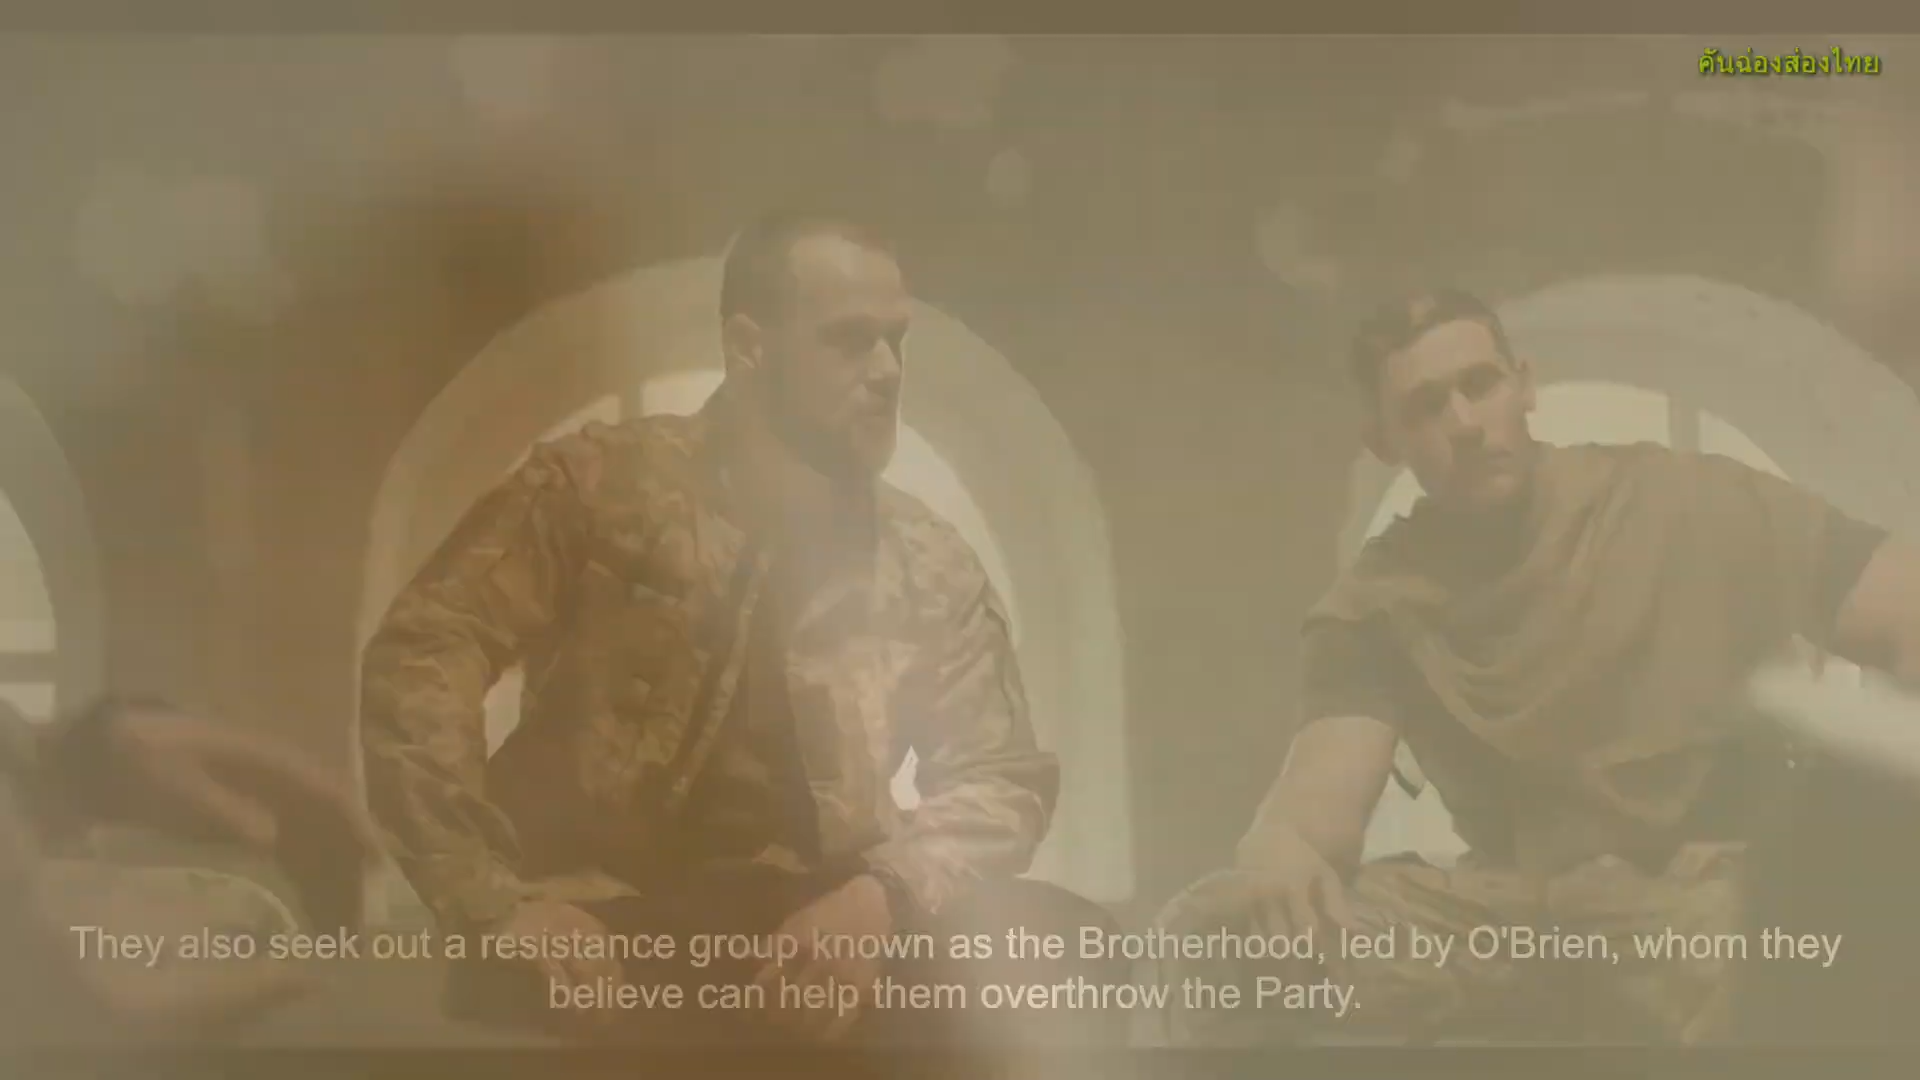 คันฉ่องส่องไทย
They also seek out a resistance group known as the Brotherhood, led by O'Brien, whom they
believe can help them overthrow the Party.